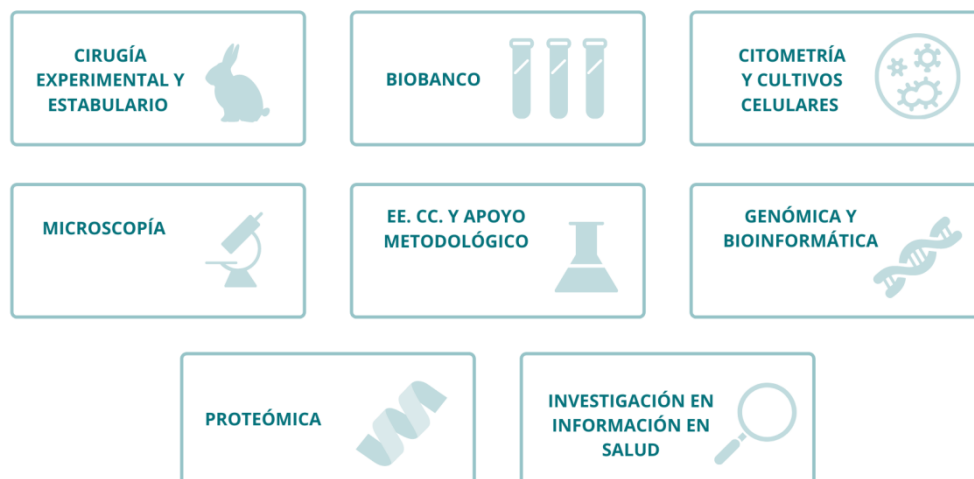 CIRUGÍA
EXPERIMENTAL Y
ESTABULARIO
BIOBANCO
CITOMETRÍA
Y CULTIVOS
CELULARES
MICROSCOPÍA
EE. CC. Y APOYO
METODOLÓGICO
GENÓMICA Y
BIOINFORMÁTICA
PROTEÓMICA
INVESTIGACIÓN EN
INFORMACIÓN EN
SALUD